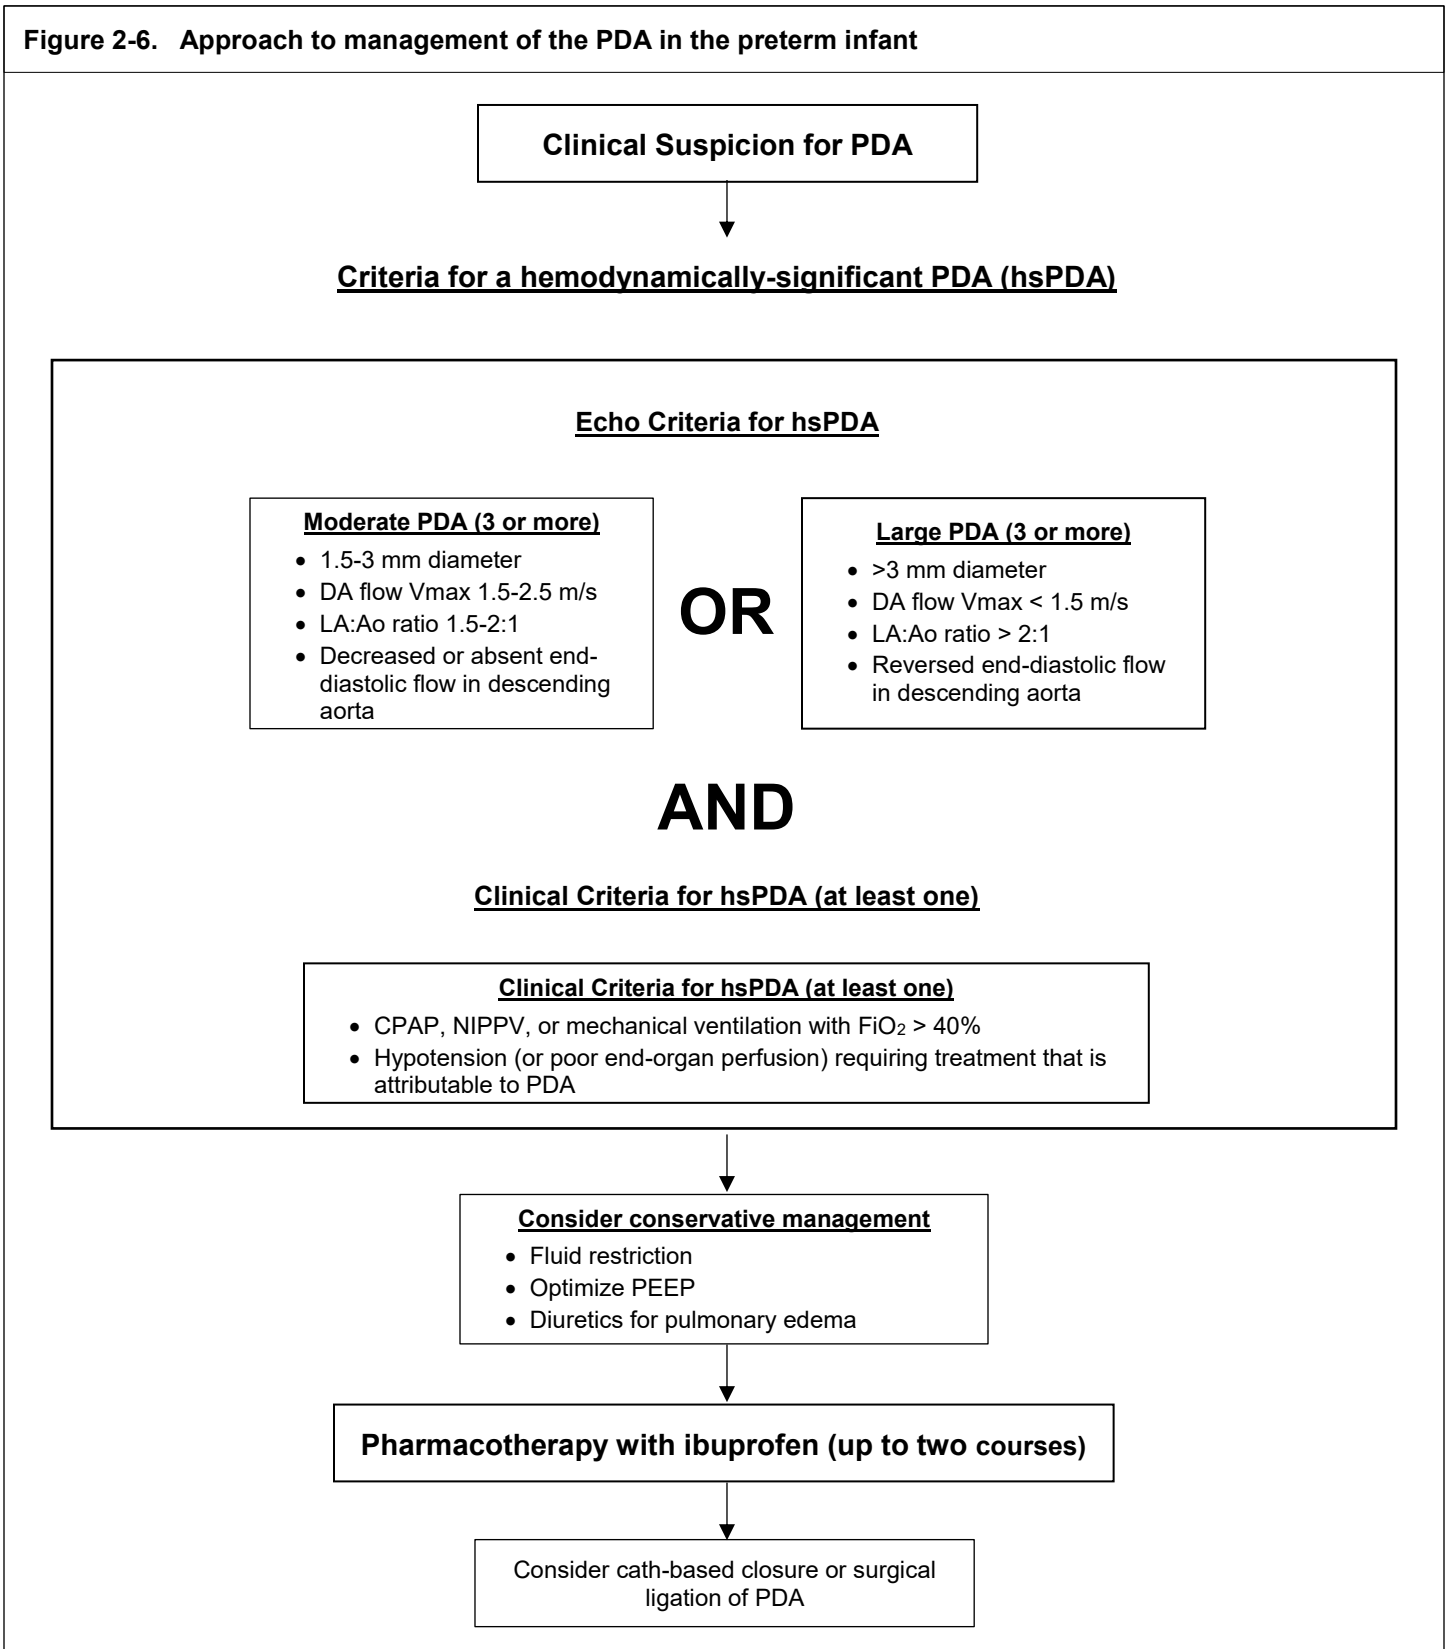 Figure 2-6. Approach to management of the PDA in the preterm infant
Clinical Suspicion for PDA
Criteria for a hemodynamically-significant PDA (hsPDA)
Echo Criteria for hsPDA
Moderate PDA (3 or more)
• 1.5-3 mm diameter
• DA flow Vmax 1.5-2.5 m/s
• LA:Ao ratio 1.5-2:1
• Decreased or absent end-
diastolic flow in descending
aorta
OR
Large PDA (3 or more)
• >3 mm diameter
• DA flow Vmax < 1.5 m/s
• LA:Ao ratio > 2:1
• Reversed end-diastolic flow
in descending aorta
AND
Clinical Criteria for hsPDA (at least one)
Clinical Criteria for hsPDA (at least one)
• CPAP, NIPPV, or mechanical ventilation with FiO₂ > 40%
• Hypotension (or poor end-organ perfusion) requiring treatment that is
attributable to PDA
Consider conservative management
• Fluid restriction
• Optimize PEEP
• Diuretics for pulmonary edema
Pharmacotherapy with ibuprofen (up to two courses)
Consider cath-based closure or surgical
ligation of PDA